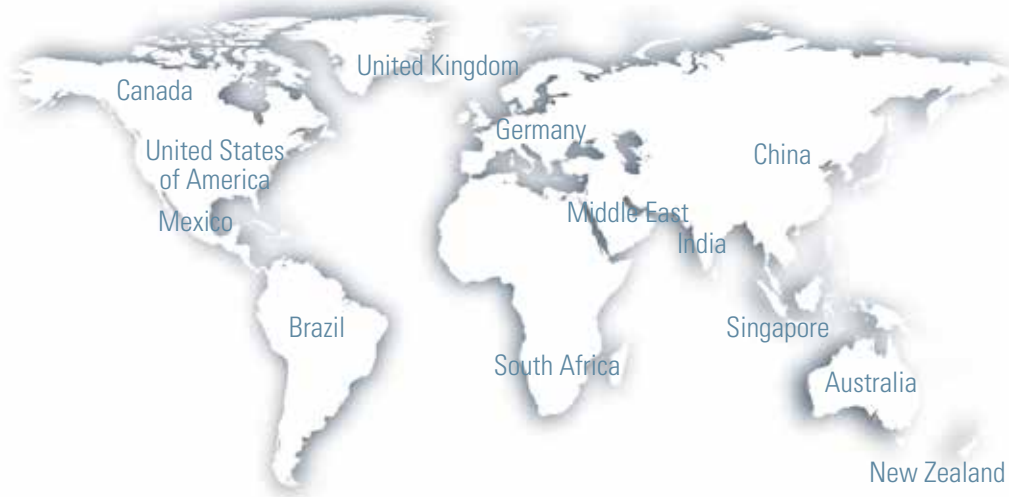 United Kingdom
Canada
Germany
United States
of America
China
Mexico
Middle East
India
Brazil
Singapore
South Africa
Australia
New Zealand